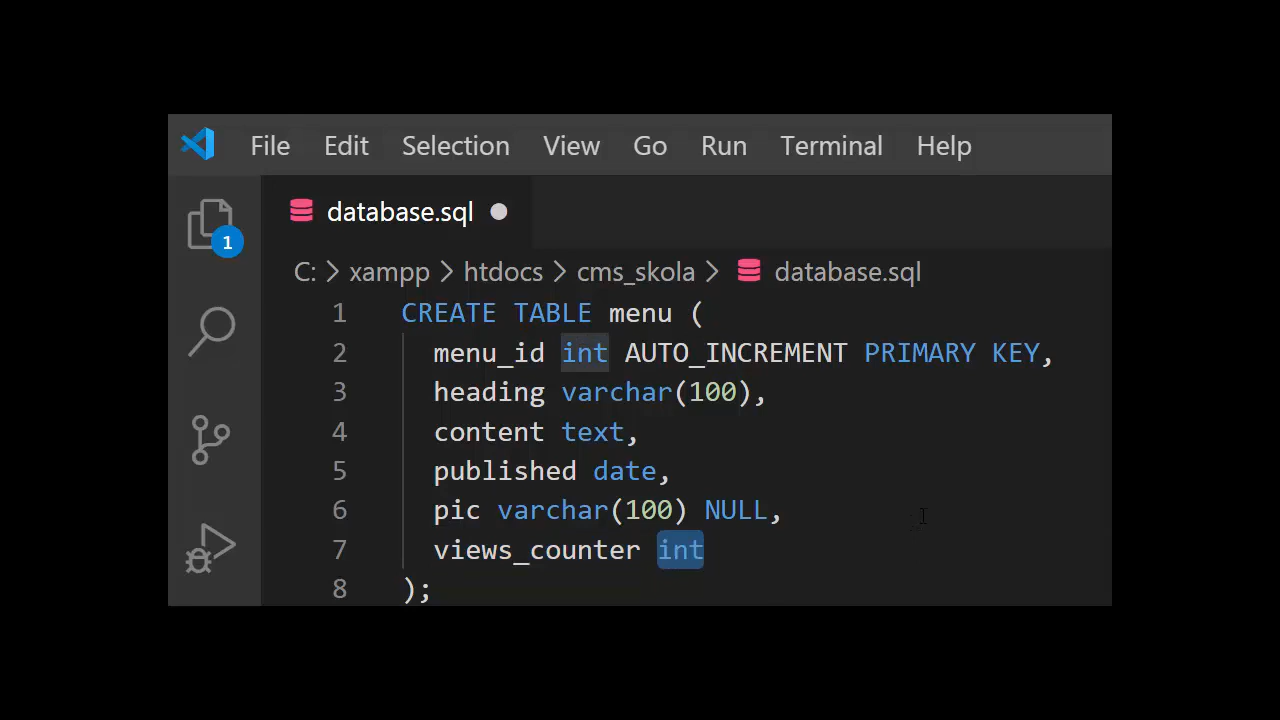 File Edit Selection View Go Run Terminal Help
database.sql
1
C: > xampp > htdocs > cms_skola > database.sql
1 CREATE TABLE menu (
2 menu_id int AUTO_INCREMENT PRIMARY KEY,
3 heading varchar(100),
4 content text,
5 published date,
6 pic varchar(100) NULL,
7 views_counter int
8 );